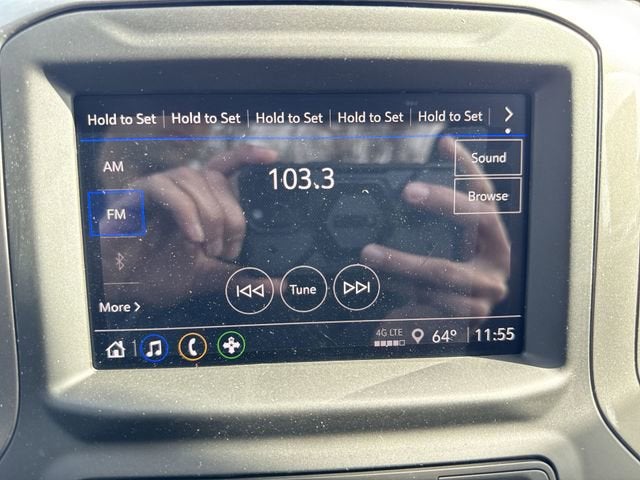 Hold to Set Hold to Set Hold to Set Hold to Set Hold to Set
AM
Sound
103.3
FM
Browse
Tune
More >
1
4G LTE
64° 11:55